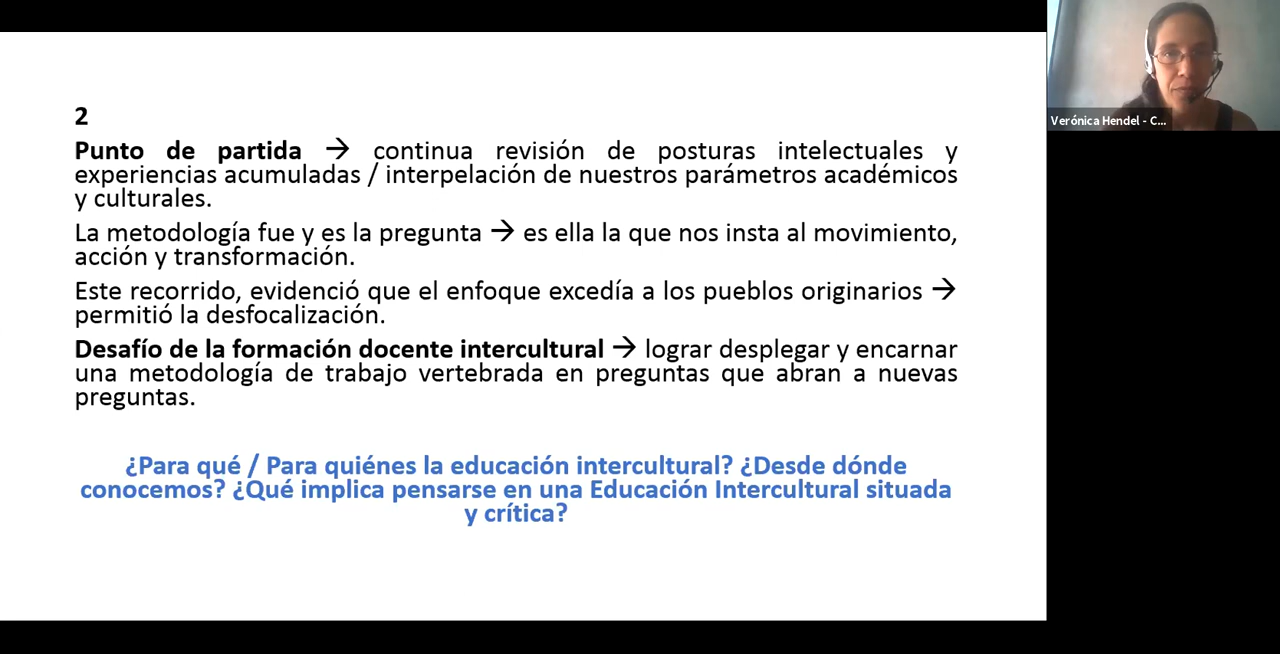 2
Punto de partida → continua revisión de posturas intelectuales y
experiencias acumuladas / interpelación de nuestros parámetros académicos
y culturales.
La metodología fue y es la pregunta → es ella la que nos insta al movimiento,
acción y transformación.
Este recorrido, evidenció que el enfoque excedía a los pueblos originarios →
permitió la desfocalización.
Desafío de la formación docente intercultural → lograr desplegar y encarnar
una metodología de trabajo vertebrada en preguntas que abran a nuevas
preguntas.
¿Para qué / Para quiénes la educación intercultural? ¿Desde dónde
conocemos? ¿Qué implica pensarse en una Educación Intercultural situada
y crítica?
Verónica Hendel - C...